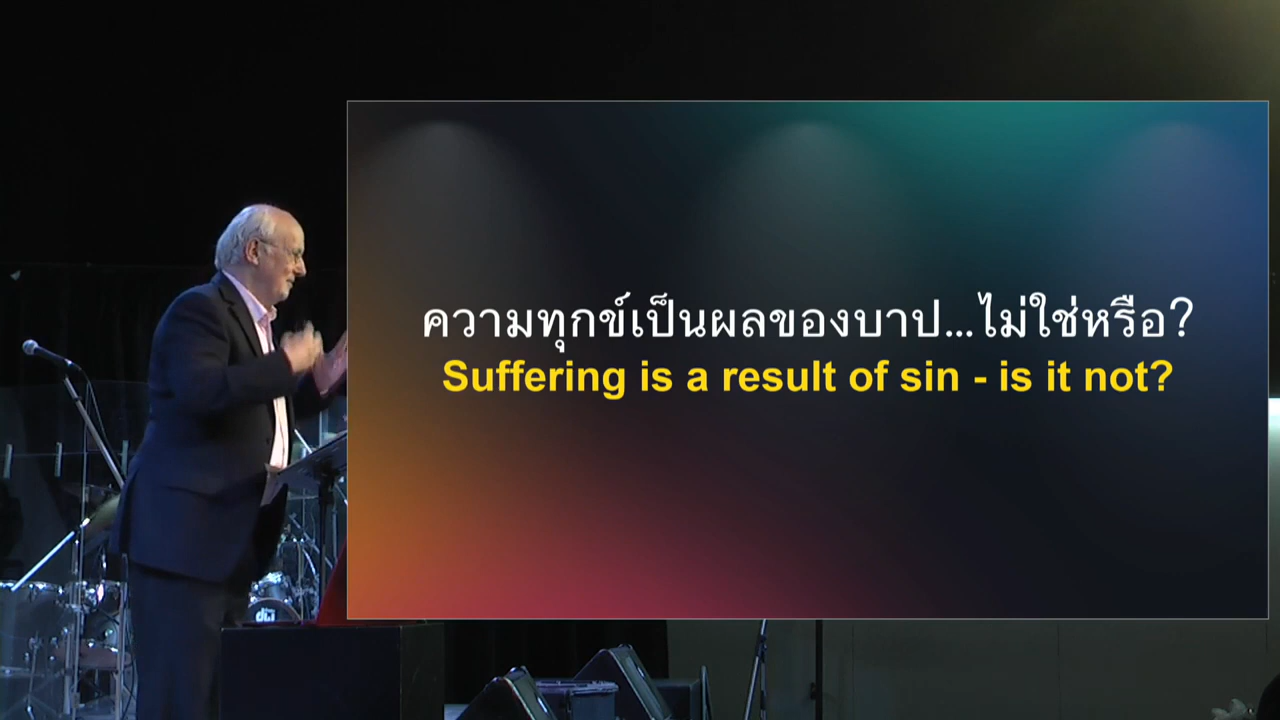 ความทุกข์เป็นผลของบาป...ไม่ใช่หรือ?
Suffering is a result of sin - is it not?